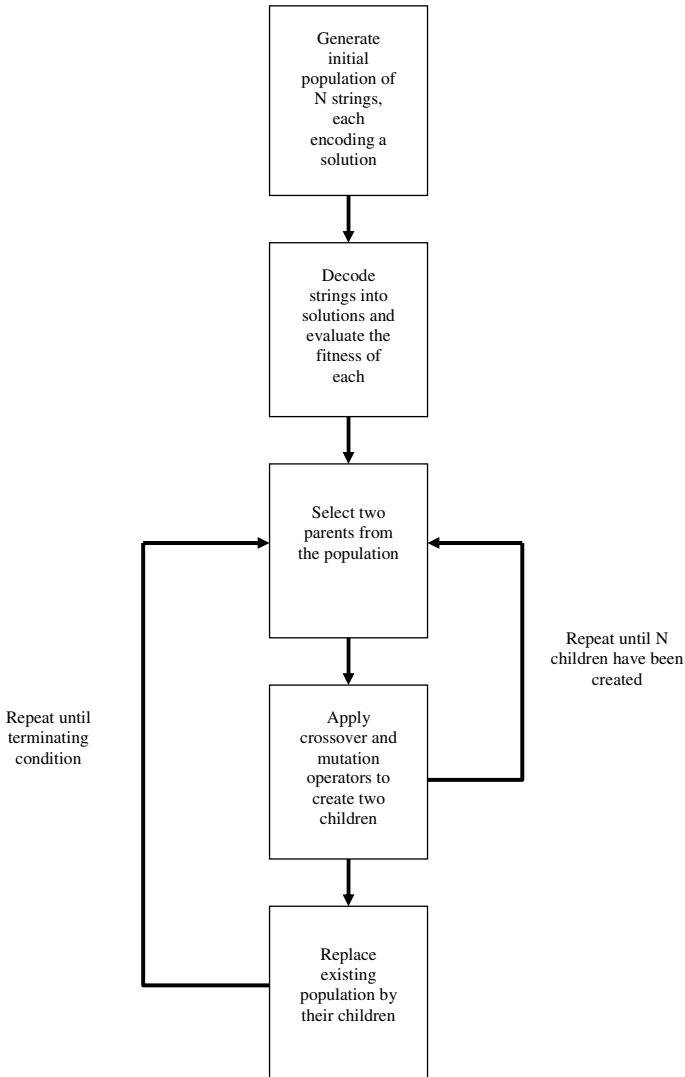 Generate
initial
population of
N strings,
each
encoding a
solution
Decode
strings into
solutions and
evaluate the
fitness of
each
Select two
parents from
the population
Repeat until N
children have been
created
Repeat until
terminating
condition
Apply
crossover and
mutation
operators to
create two
children
Replace
existing
population by
their children